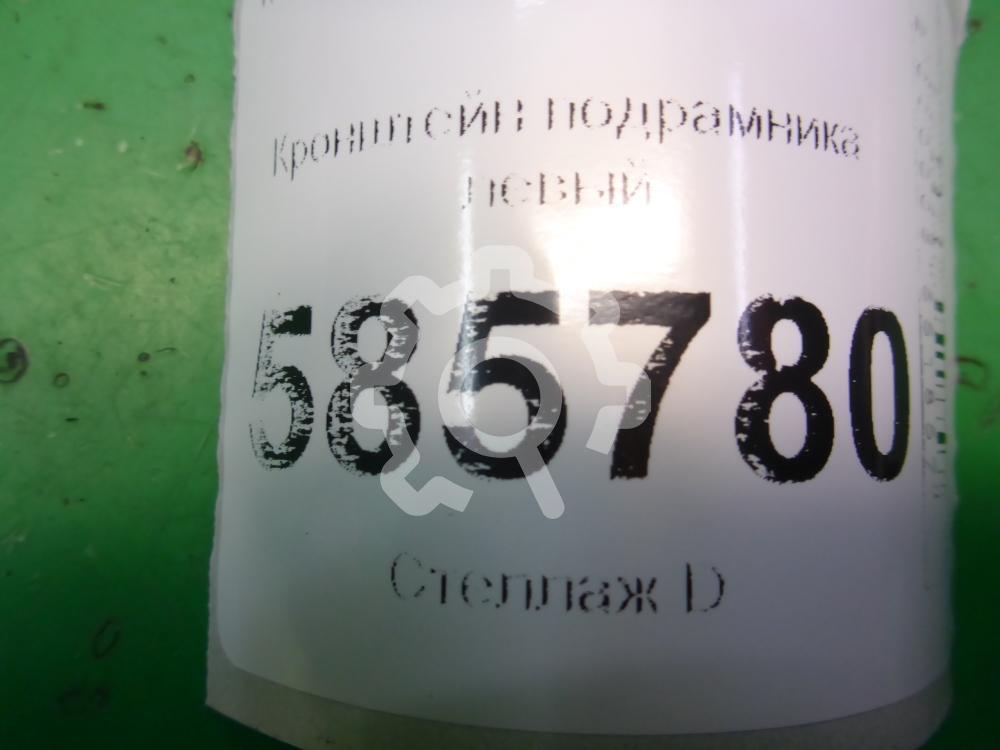 Кронштейн подрамника
левый
585780
Стеллаж D